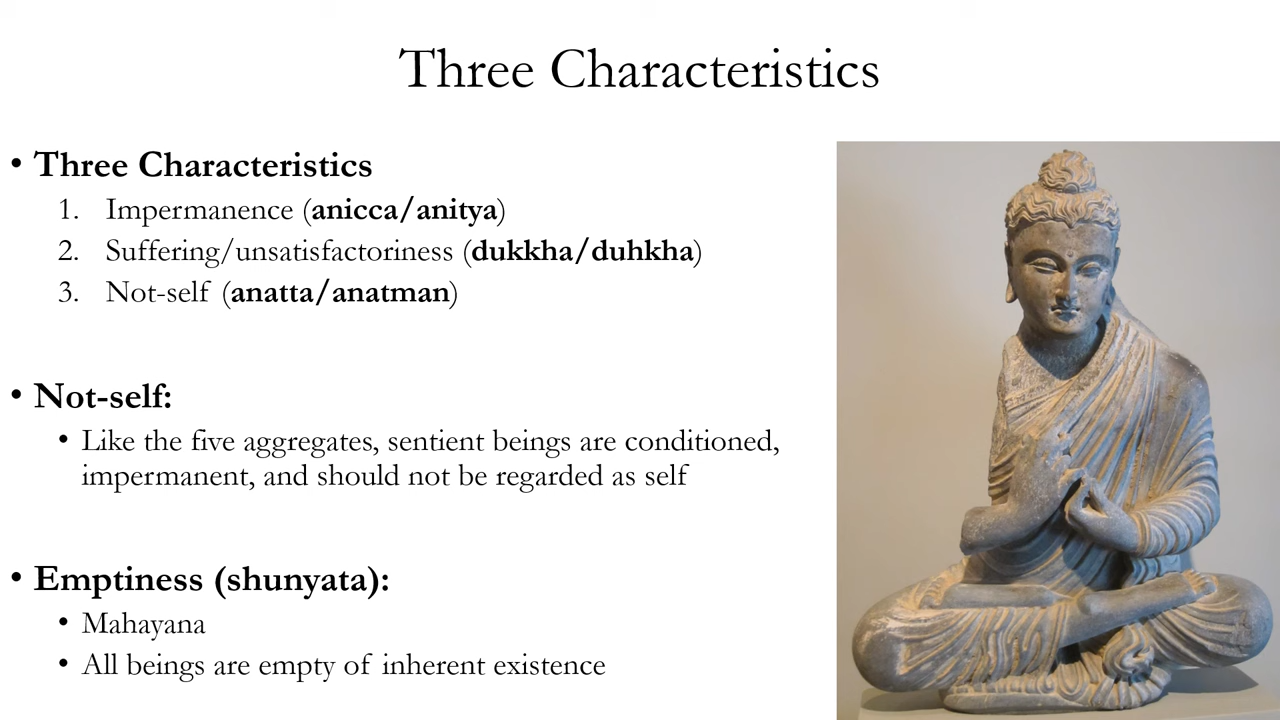 Three Characteristics
• Three Characteristics
1. Impermanence (anicca/anitya)
2. Suffering/unsatisfactoriness (dukkha/duhkha)
3. Not-self (anatta/anatman)
• Not-self:
• Like the five aggregates, sentient beings are conditioned,
impermanent, and should not be regarded as self
• Emptiness (shunyata):
• Mahayana
• All beings are empty of inherent existence